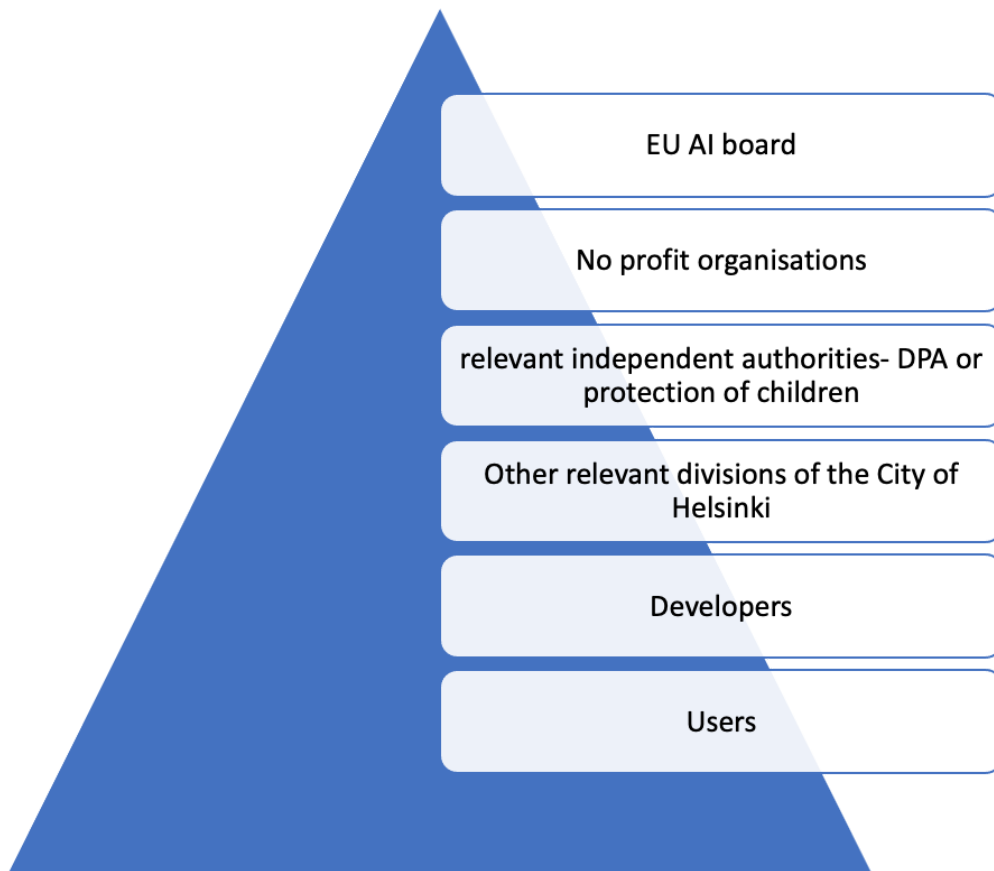 EU AI board
No profit organisations
relevant independent authorities- DPA or
protection of children
Other relevant divisions of the City of
Helsinki
Developers
Users